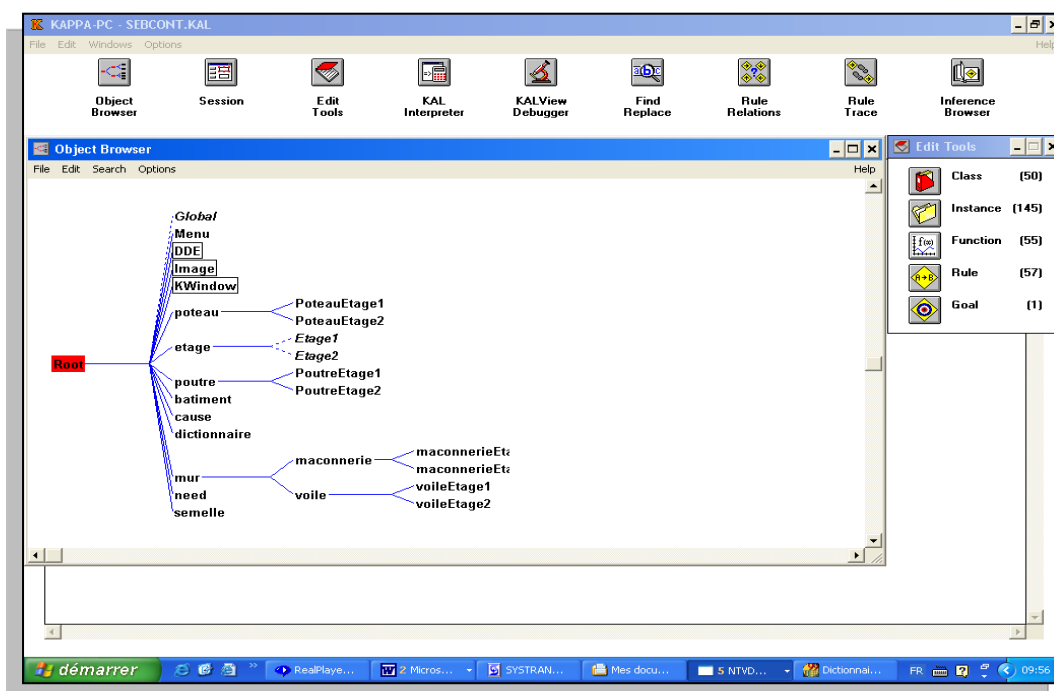 KAPPA-PC - SEBCONT.KAL
File Edit Windows Options Help
Object Browser
Session
Edit Tools
KAL Interpreter
KALView Debugger
Find Replace
Rule Relations
Rule Trace
Inference Browser
Object Browser
File Edit Search Options Help
Global
Menu
DDE
Image
KWindow
poteau
PoteauEtage1
PoteauEtage2
etage
Etage1
Etage2
Root
poutre
PoutreEtage1
PoutreEtage2
batiment
cause
dictionnaire
mur
maconnerie
maconnerieEta
maconnerieEta
voile
voileEtage1
voileEtage2
need
semelle
Edit Tools
Class (50)
Instance (145)
Function (55)
Rule (57)
Goal (1)
démarrer
RealPlaye...
2 Micros...
SYSTRAN...
Mes docu...
5 NTVD...
Dictionnai...
FR
09:56